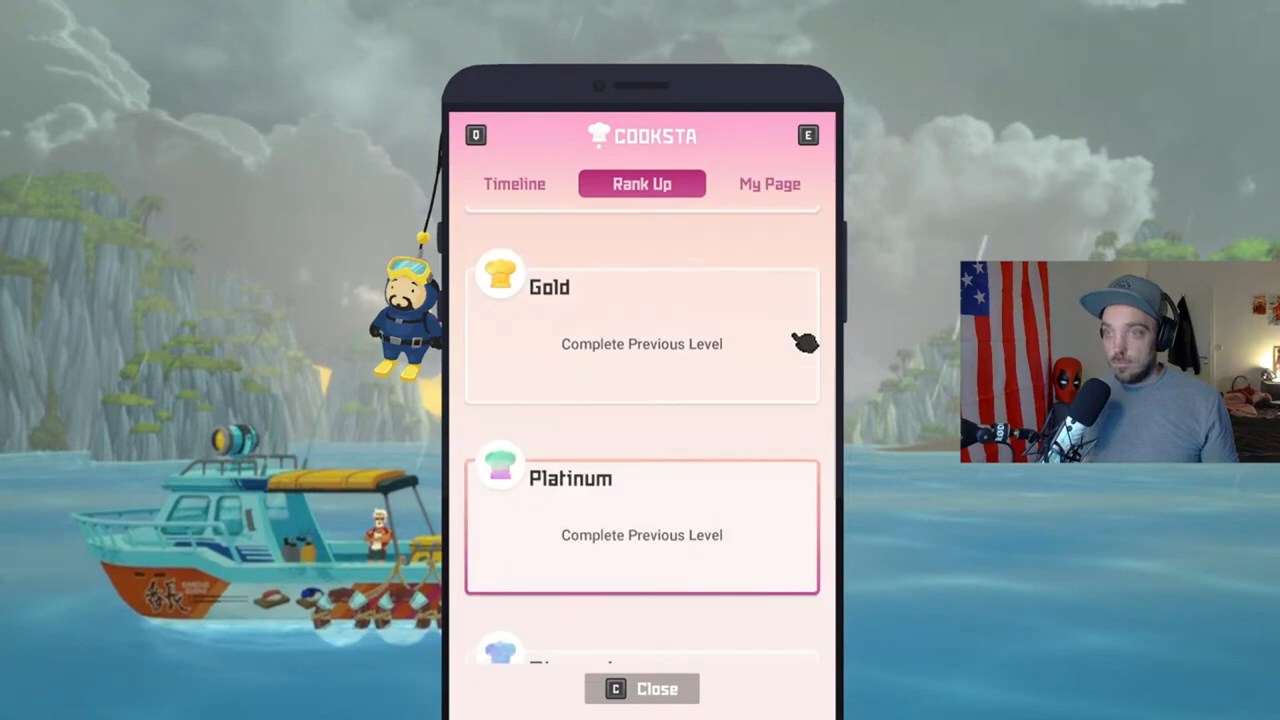 Q
COOKSTA
E
Timeline
Rank Up
My Page
Gold
Complete Previous Level
Platinum
Complete Previous Level
C Close